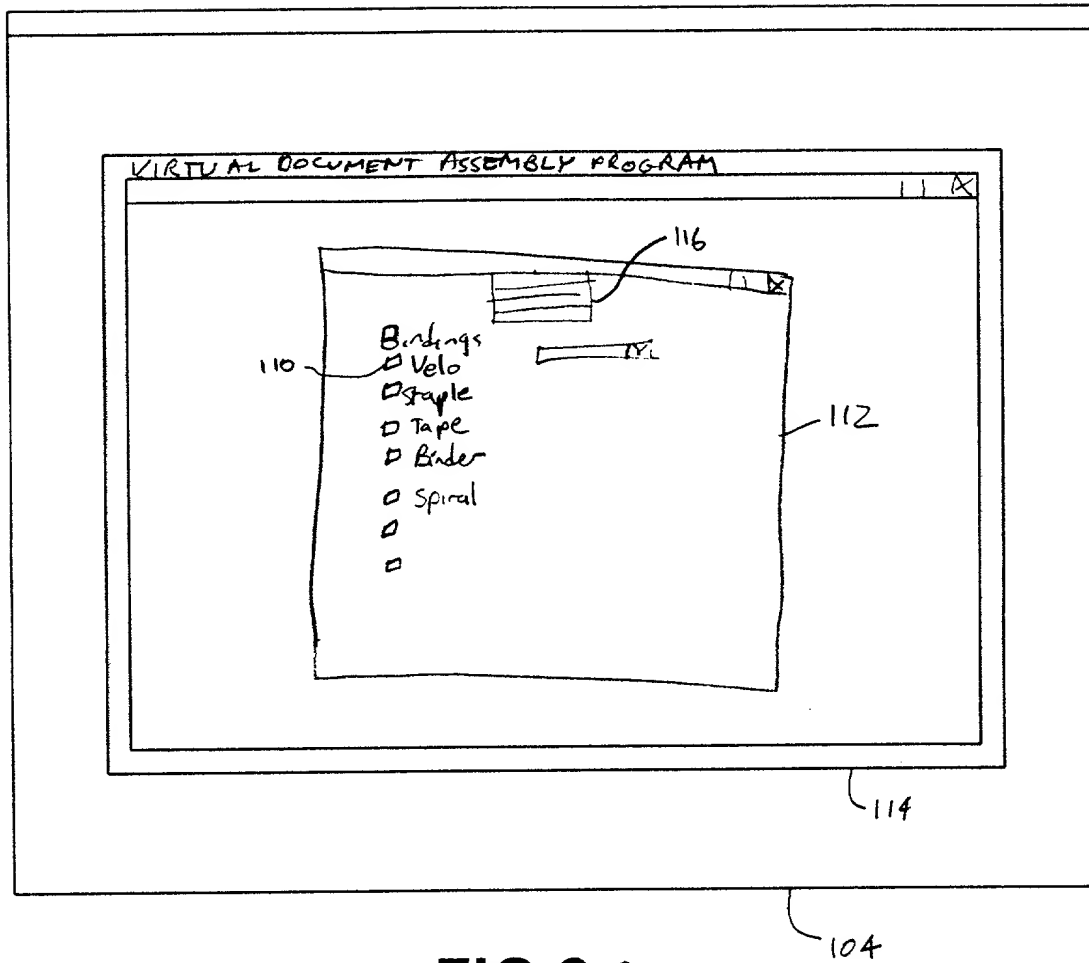 VIRTUAL DOCUMENT ASSEMBLY PROGRAM
X
116
X
Bindings
110
Velo
Staple
Tape
112
Binder
Spiral
114
104